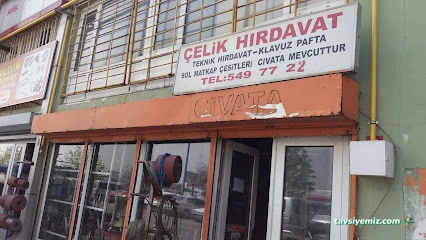 ÇELİK HIRDAVAT
TEKNİK HIRDAVAT-KLAVUZ PAFTA
SOL MATKAP ÇEŞİTLERİ CIVATA MEVCUTTUR
TEL:549 77 22
CIVATA
tavsiyemiz.com